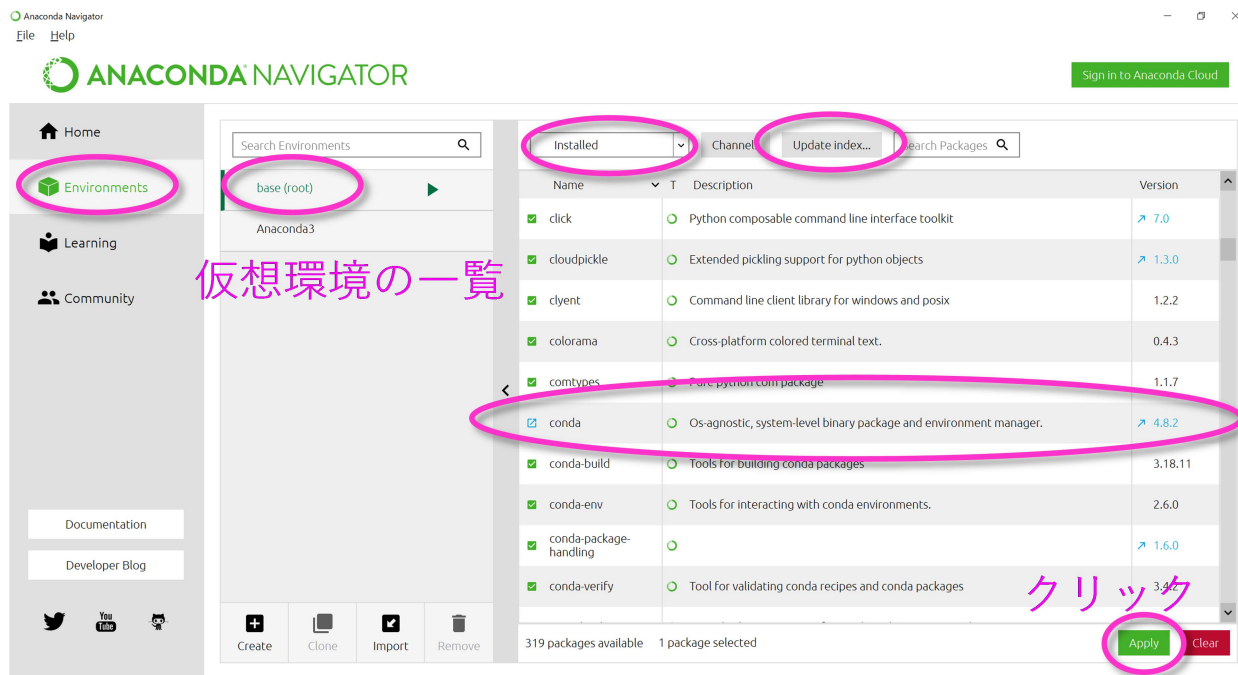 Anaconda Navigator
File Help
ANACONDA NAVIGATOR
Sign in to Anaconda Cloud
Home
Environments
Learning
Community
Documentation
Developer Blog
You
Tube
Search Environments
base (root)
Anaconda3
仮想環境の一覧
Create Clone Import Remove
Installed Channels Update index... Search Packages
Name T Description Version
click Python composable command line interface toolkit 7.0
cloudpickle Extended pickling support for python objects 1.3.0
clyent Command line client library for windows and posix 1.2.2
colorama Cross-platform colored terminal text. 0.4.3
comtypes Pure python com package 1.1.7
conda Os-agnostic, system-level binary package and environment manager. 4.8.2
conda-build Tools for building conda packages 3.18.11
conda-env Tools for interacting with conda environments. 2.6.0
conda-package-
handling 1.6.0
conda-verify Tool for validating conda recipes and conda packages 3.4.2
クリック
319 packages available 1 package selected Apply Clear